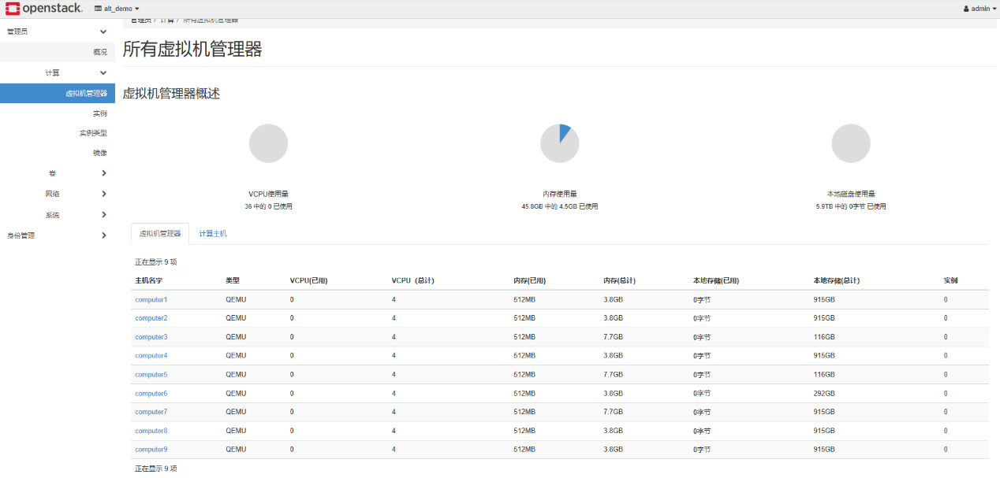 openstack. alt_demo admin
管理员 / 计算 / 所有虚拟机管理器
管理员
概况
计算
虚拟机管理器
实例
实例类型
镜像
卷
网络
系统
身份管理
所有虚拟机管理器
虚拟机管理器概述
VCPU使用量 内存使用量 本地磁盘使用量
36 中的 0 已使用 45.8GB 中的 4.5GB 已使用 5.9TB 中的 0字节 已使用
虚拟机管理器 计算主机
正在显示 9 项
主机名字 类型 VCPU(已用) VCPU（总计） 内存(已用) 内存(总计) 本地存储(已用) 本地存储(总计) 实例
computer1 QEMU 0 4 512MB 3.8GB 0字节 915GB 0
computer2 QEMU 0 4 512MB 3.8GB 0字节 915GB 0
computer3 QEMU 0 4 512MB 7.7GB 0字节 116GB 0
computer4 QEMU 0 4 512MB 3.8GB 0字节 915GB 0
computer5 QEMU 0 4 512MB 7.7GB 0字节 116GB 0
computer6 QEMU 0 4 512MB 3.8GB 0字节 292GB 0
computer7 QEMU 0 4 512MB 7.7GB 0字节 915GB 0
computer8 QEMU 0 4 512MB 3.8GB 0字节 915GB 0
computer9 QEMU 0 4 512MB 3.8GB 0字节 915GB 0
正在显示 9 项